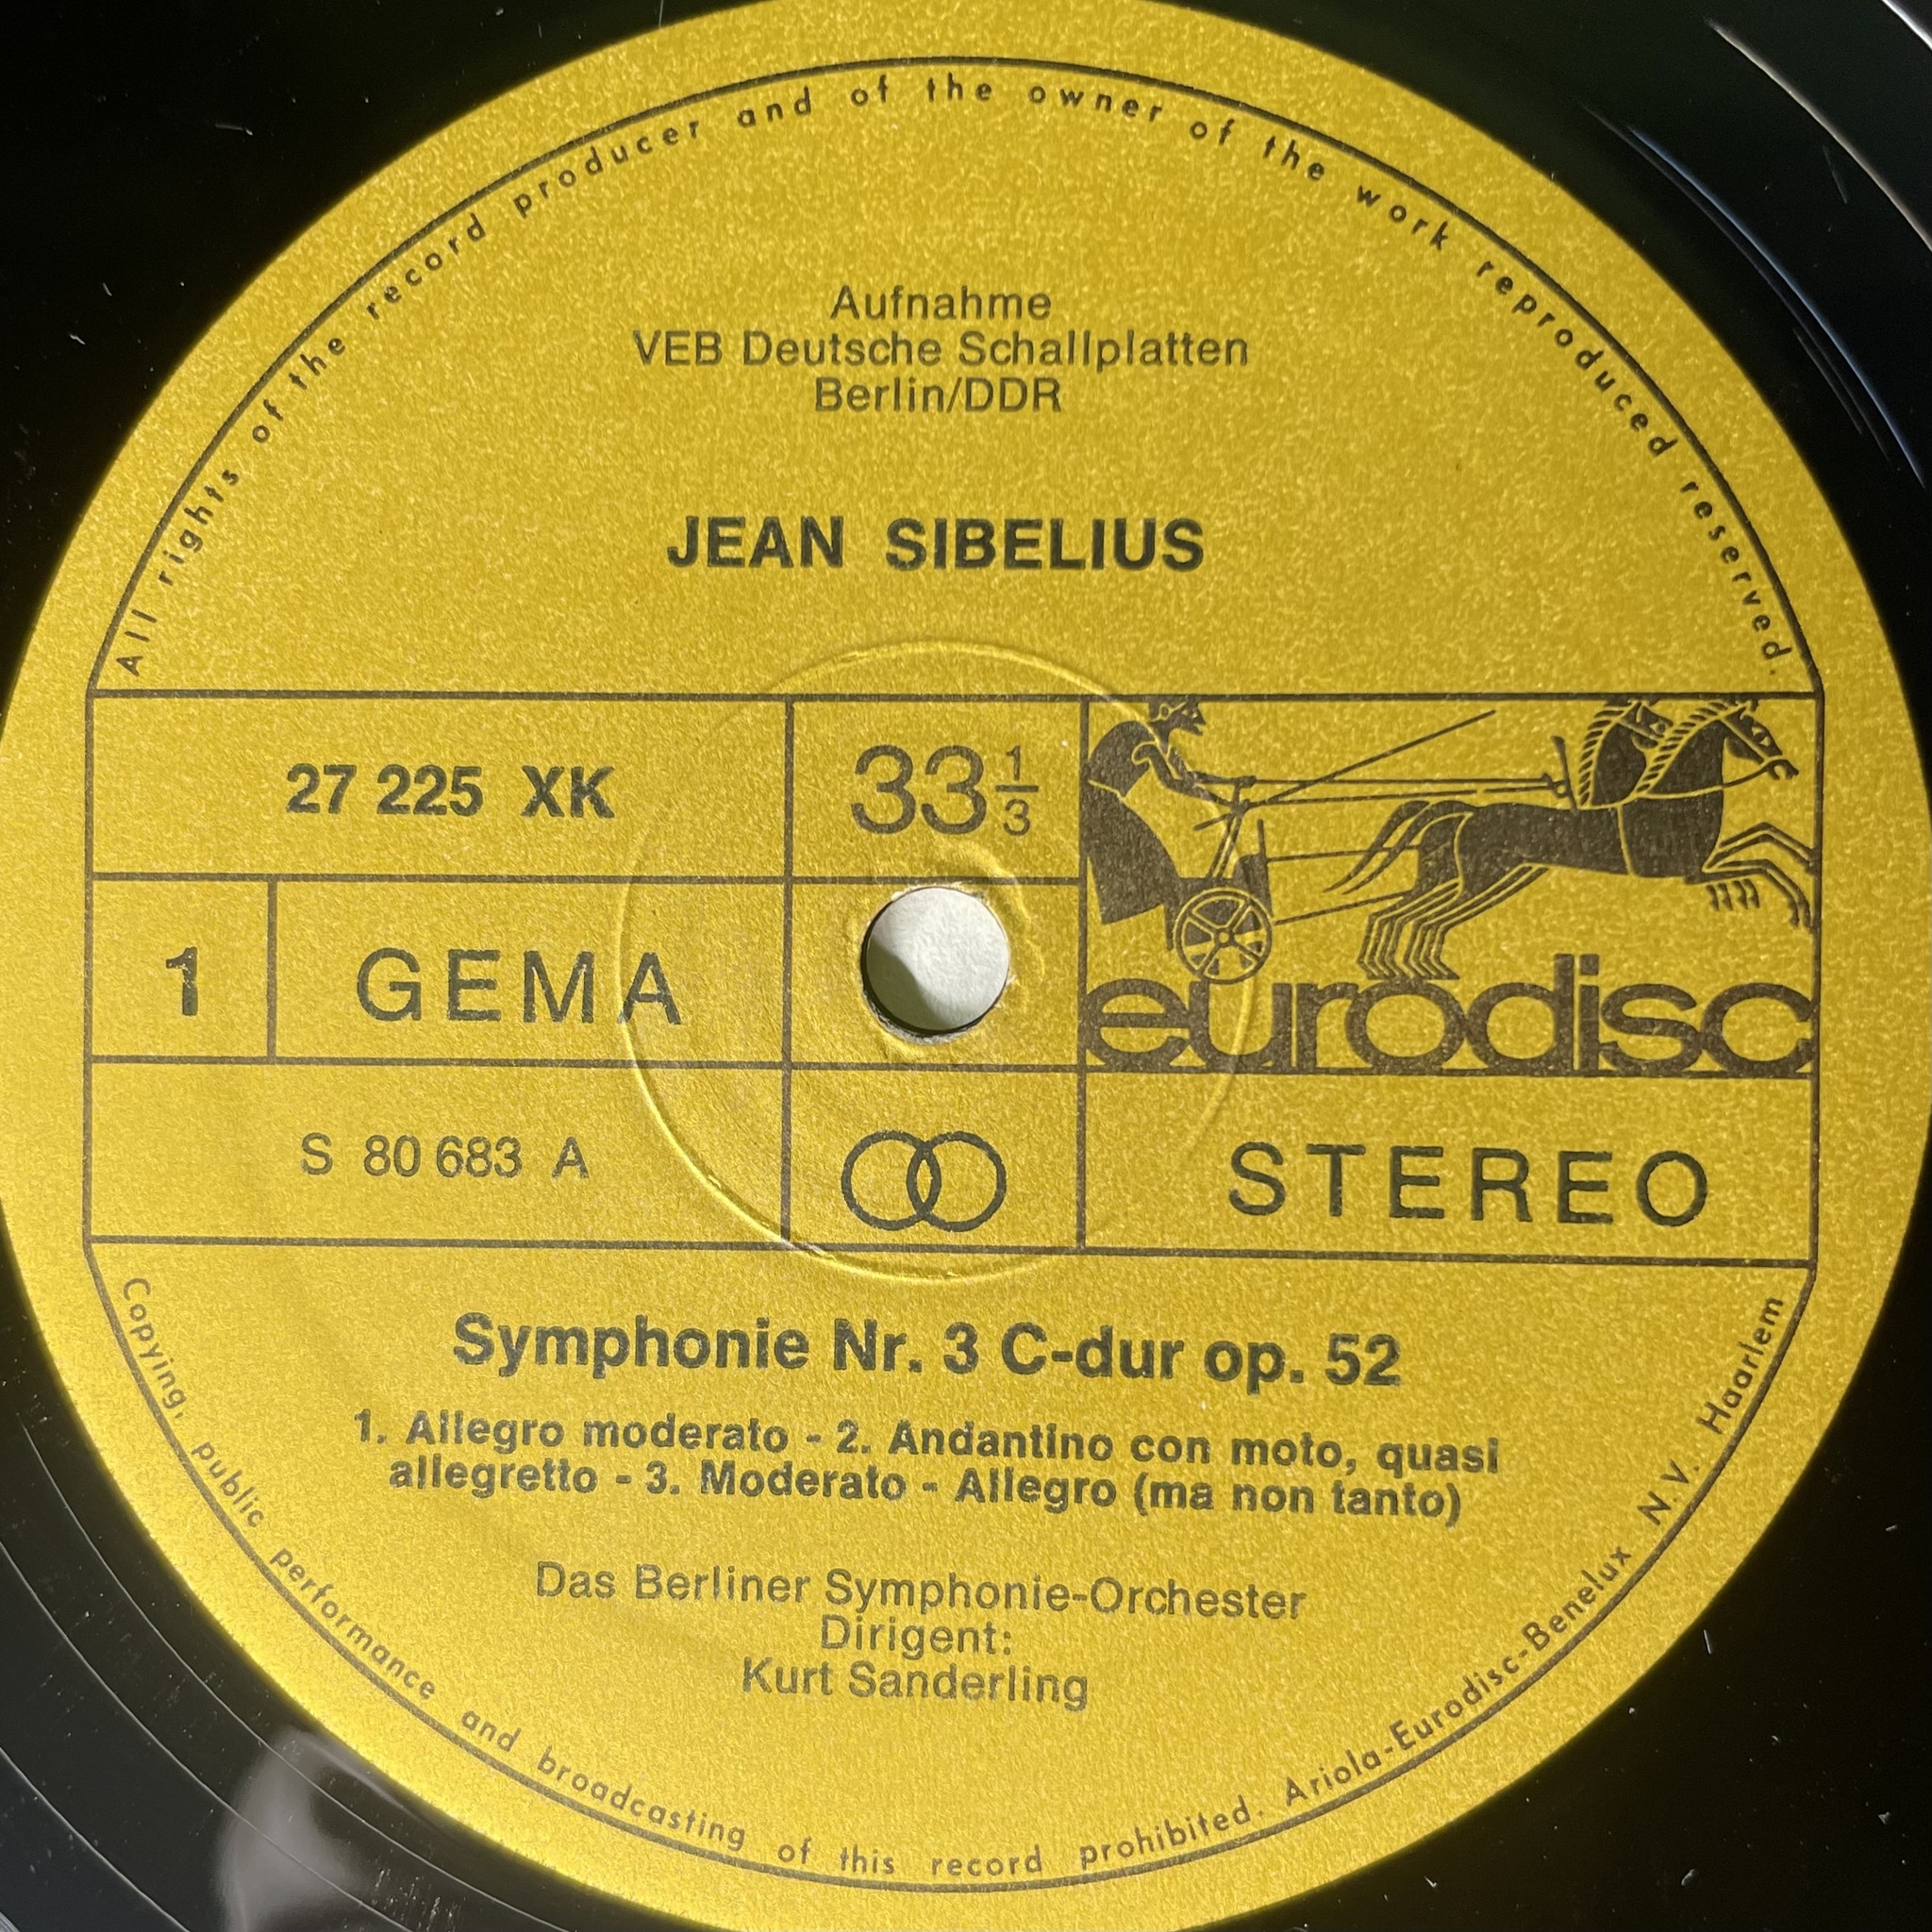 All rights of the record producer and of the owner of the work reproduced reserved.
Aufnahme
VEB Deutsche Schallplatten
Berlin/DDR
JEAN SIBELIUS
27 225 XK
33 1/3
1
GEMA
eurodisc
S 80 683 A
STEREO
Symphonie Nr. 3 C-dur op. 52
1. Allegro moderato - 2. Andantino con moto, quasi
allegretto - 3. Moderato - Allegro (ma non tanto)
Das Berliner Symphonie-Orchester
Dirigent:
Kurt Sanderling
Copying, public performance and broadcasting of this record prohibited. Ariola-Eurodisc-Benelux N.V. Haarlem